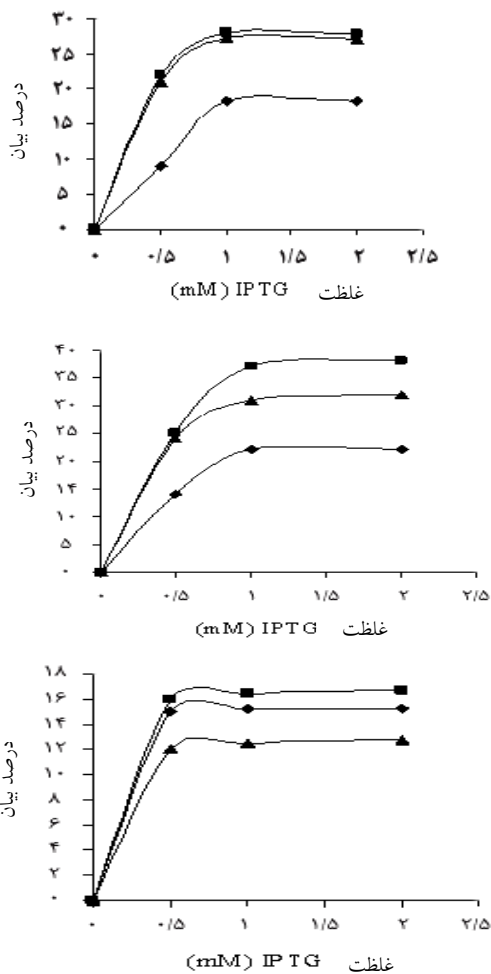 ۳۰
۲۵
۲۰
۱۵
۱۰
۵
۰
درصد بیان
۰ ۰/۵ ۱ ۱/۵ ۲ ۲/۵
غلظت IPTG (mM)
۴۰
۳۵
۳۰
۲۵
۲۰
۱۴
۱۰
۵
۰
درصد بیان
۰ ۰/۵ ۱ ۱/۵ ۲ ۲/۵
غلظت IPTG (mM)
۱۸
۱۶
۱۴
۱۲
۱۰
۸
۶
۴
۲
۰
درصد بیان
۰ ۰/۵ ۱ ۱/۵ ۲ ۲/۵
غلظت IPTG (mM)